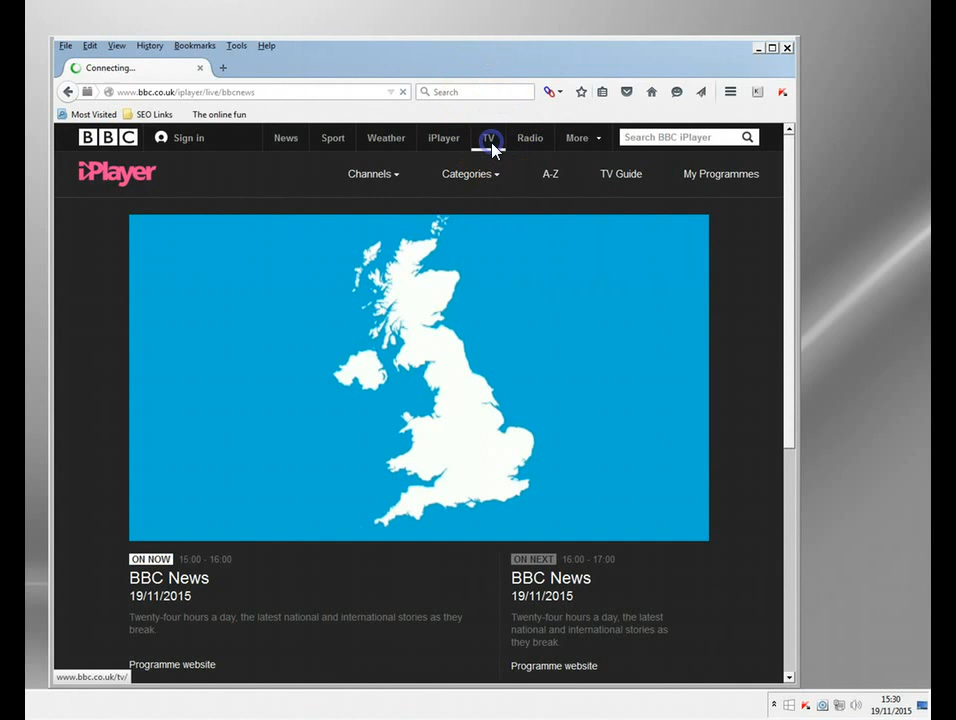 File Edit View History Bookmarks Tools Help
Connecting...
www.bbc.co.uk/iplayer/live/bbcnews
Search
Most Visited SEO Links The online fun
BBC Sign in News Sport Weather iPlayer TV Radio More Search BBC iPlayer
iPlayer Channels Categories A-Z TV Guide My Programmes
ON NOW 15:00 - 16:00
BBC News
19/11/2015
Twenty-four hours a day, the latest national and international stories as they
break.
Programme website
ON NEXT 16:00 - 17:00
BBC News
19/11/2015
Twenty-four hours a day, the latest
national and international stories as
they break.
Programme website
www.bbc.co.uk/tv/
15:30
19/11/2015